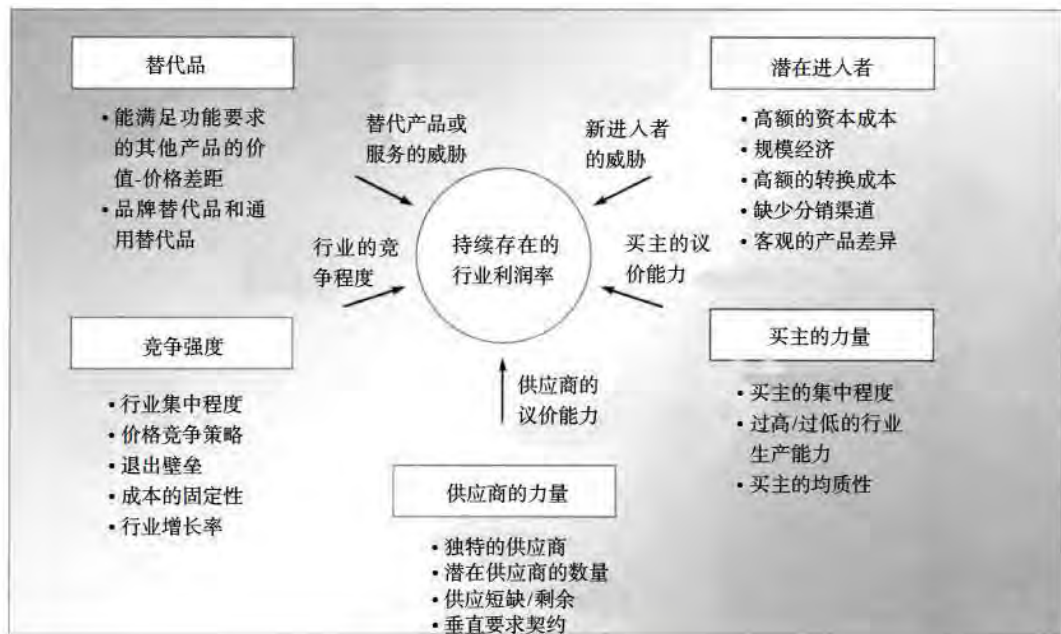 替代品
• 能满足功能要求
的其他产品的价
值-价格差距
• 品牌替代品和通
用替代品
替代产品或
服务的威胁
新进入者
的威胁
潜在进入者
• 高额的资本成本
• 规模经济
• 高额的转换成本
• 缺少分销渠道
• 客观的产品差异
行业的竞
争程度
持续存在的
行业利润率
买主的议
价能力
竞争强度
• 行业集中程度
• 价格竞争策略
• 退出壁垒
• 成本的固定性
• 行业增长率
供应商的
议价能力
买主的力量
• 买主的集中程度
• 过高/过低的行业
生产能力
• 买主的均质性
供应商的力量
• 独特的供应商
• 潜在供应商的数量
• 供应短缺/剩余
• 垂直要求契约